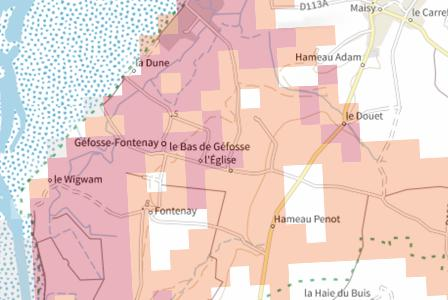 D113A
Maisy
le Carrel
Hameau Adam
la Dune
le Douet
Géfosse-Fontenay
le Bas de Géfosse
l'Église
le Wigwam
Fontenay
Hameau Penot
la Haie du Buis